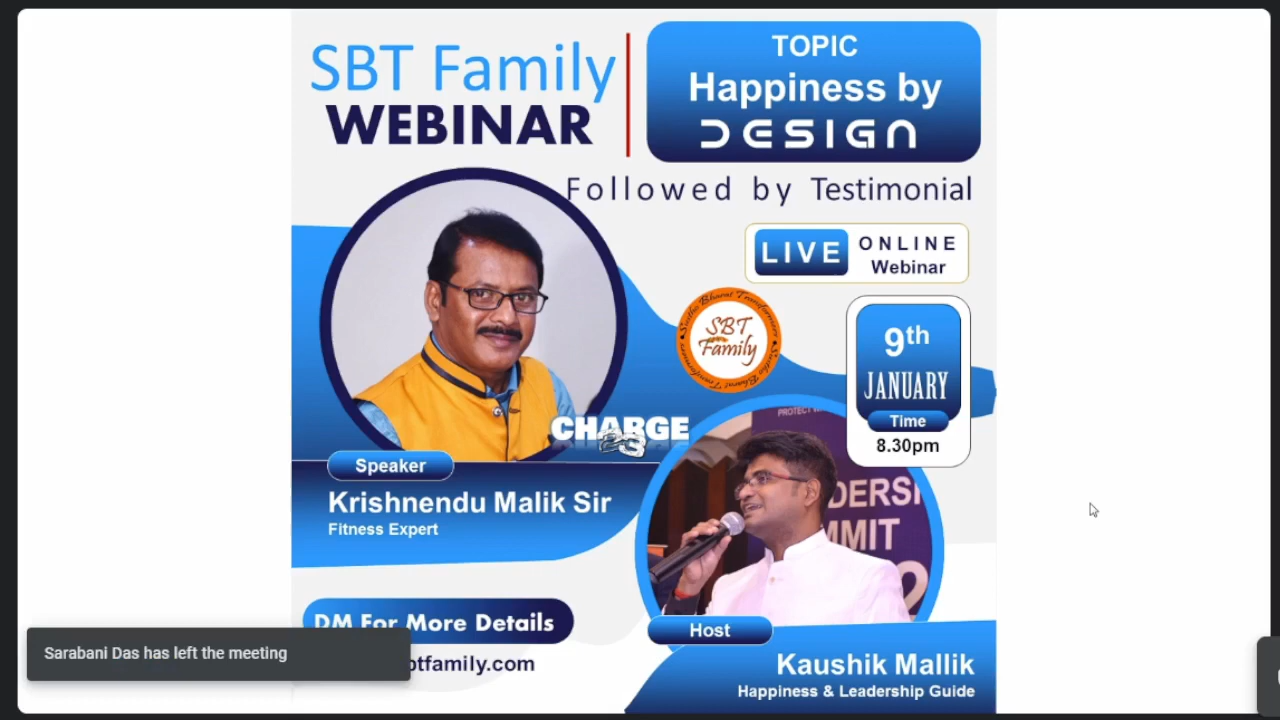 SBT Family
WEBINAR
TOPIC
Happiness by
DESIGN
Followed by Testimonial
LIVE
ONLINE
Webinar
SBT
Family
9th
JANUARY
Time
8.30pm
CHARGE
23
Speaker
Krishnendu Malik Sir
Fitness Expert
DM For More Details
Host
Kaushik Mallik
Happiness & Leadership Guide
Sarabani Das has left the meeting